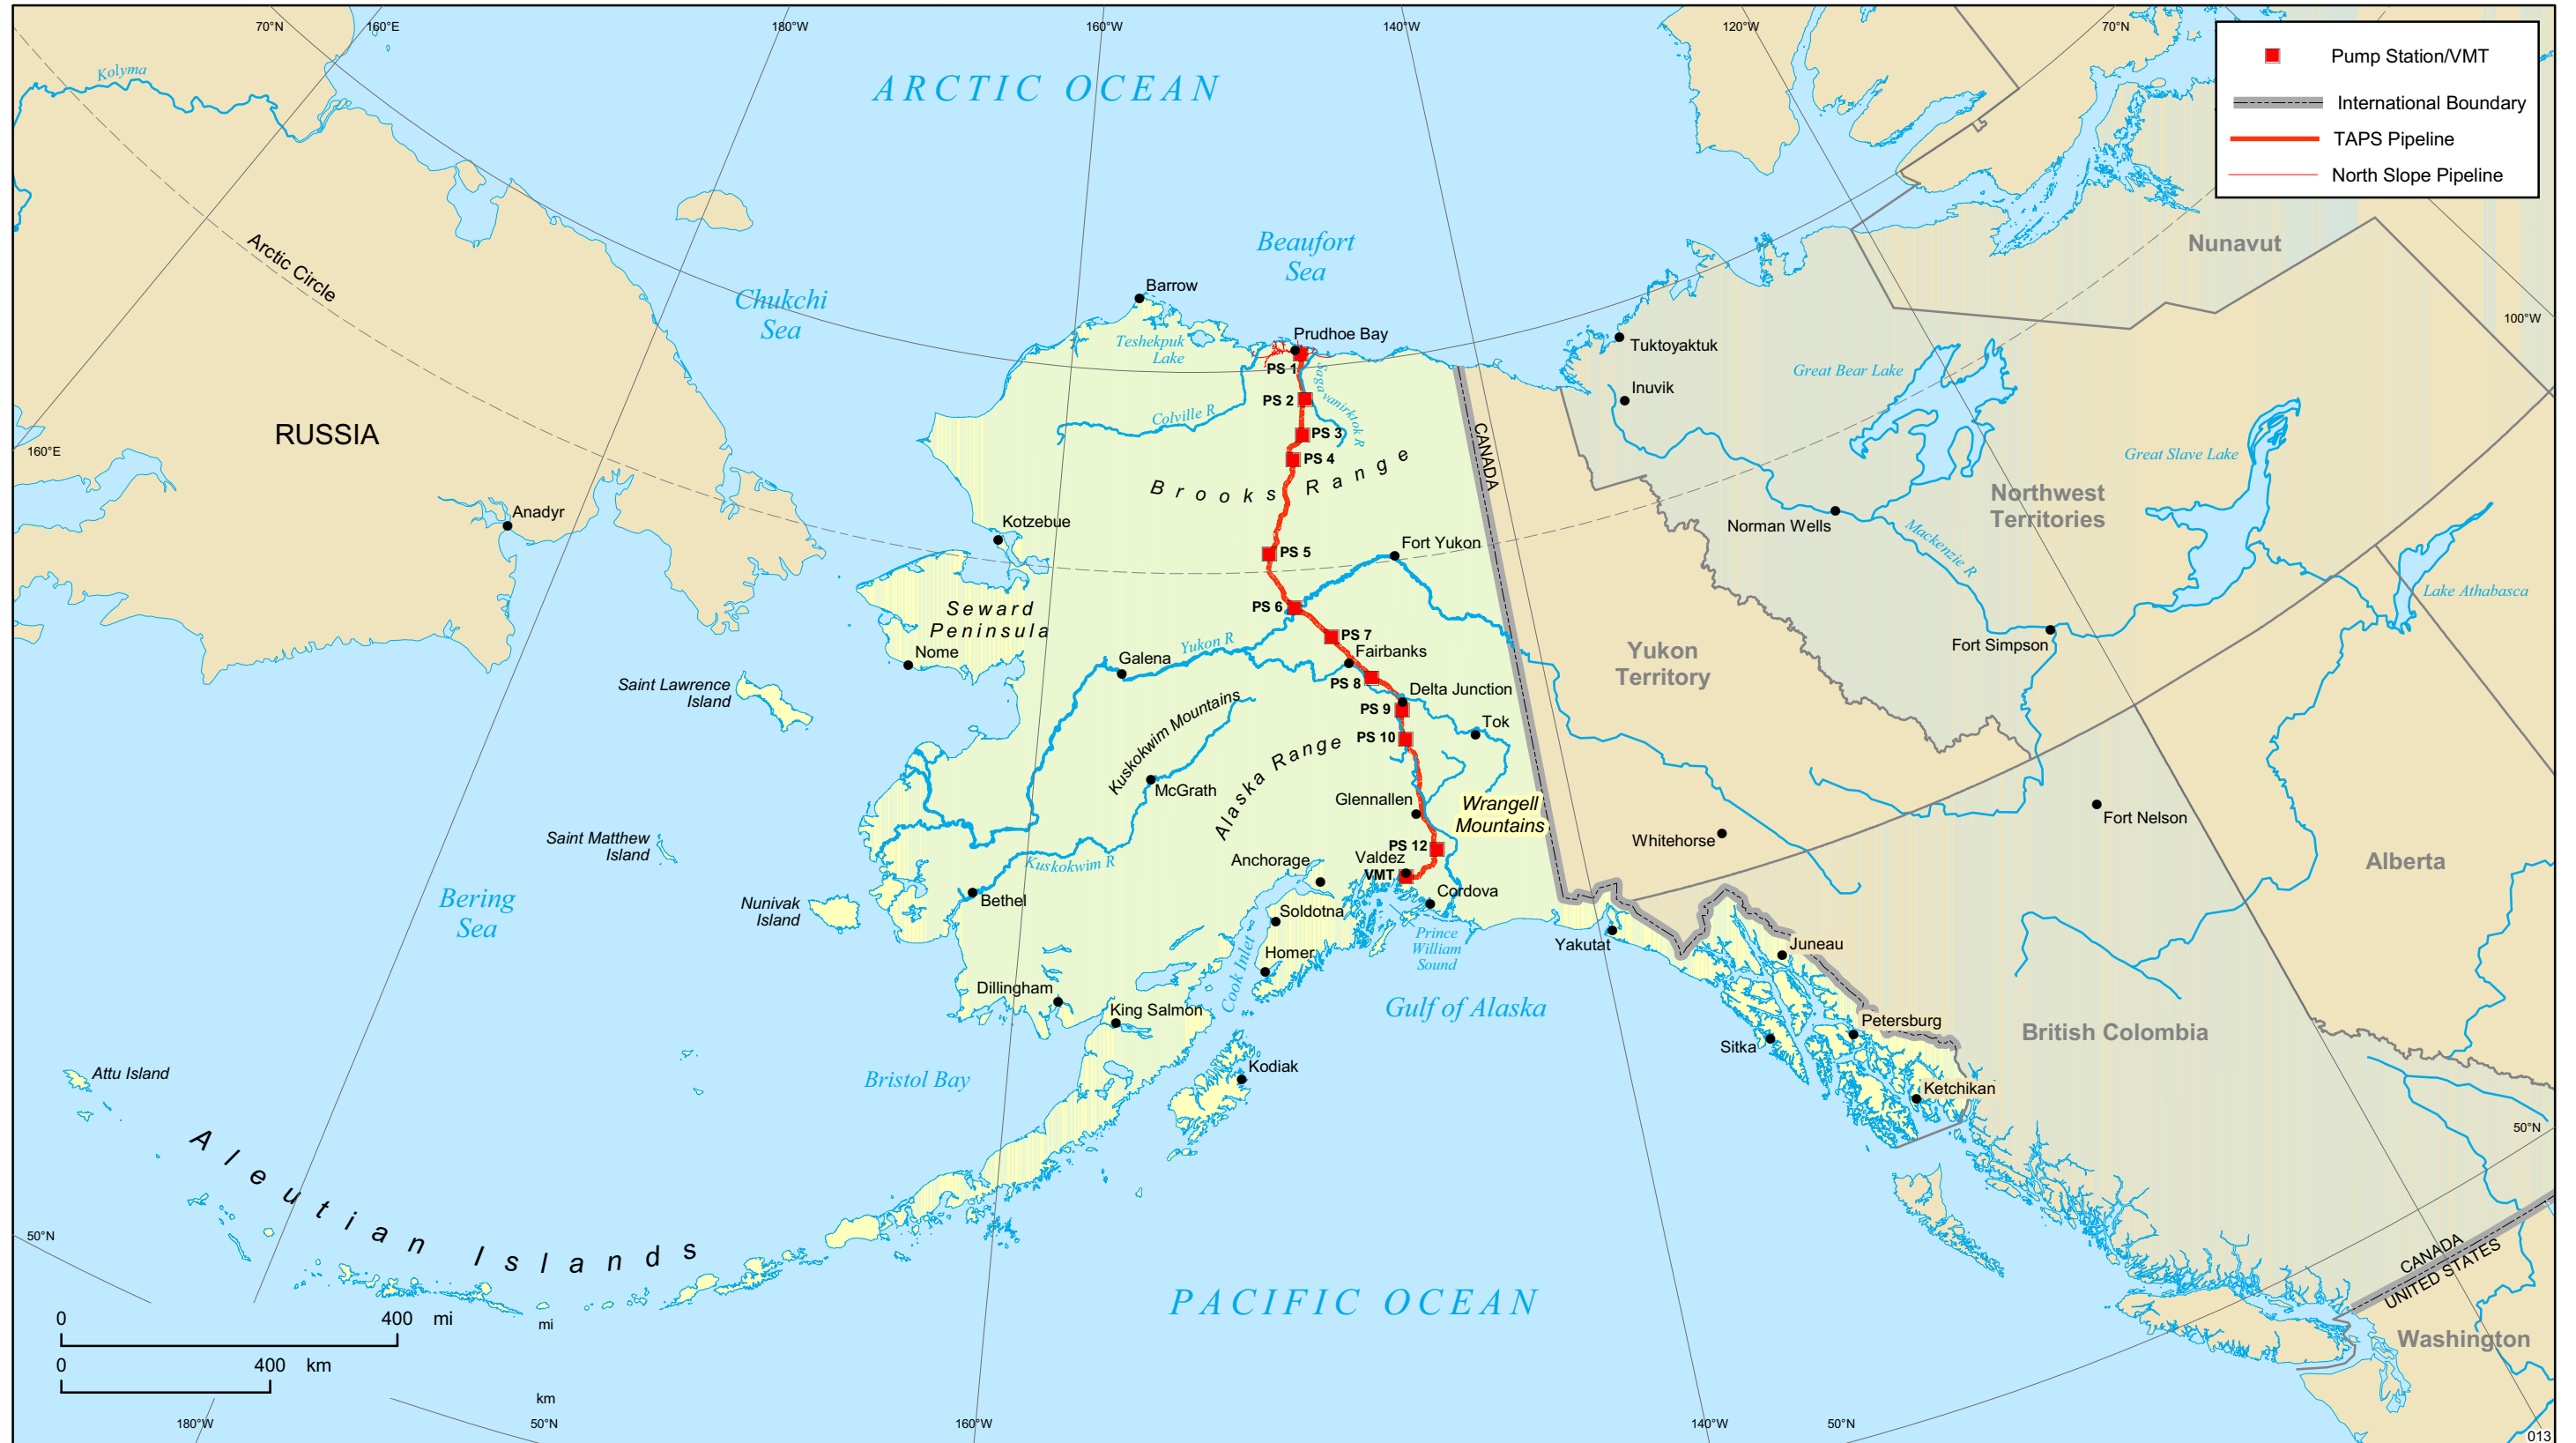 70°N
160°E
180°W
160°W
140°W
120°W
70°N
Kolyma
ARCTIC OCEAN
Pump Station/VMT
International Boundary
TAPS Pipeline
North Slope Pipeline
Arctic Circle
Beaufort
Sea
Chukchi
Sea
Nunavut
100°W
Barrow
Teshekpuk
Lake
Prudhoe Bay
PS 1
Sagavanirktok R
PS 2
Colville R
PS 3
PS 4
Brooks Range
Tuktoyaktuk
Inuvik
Great Bear Lake
Great Slave Lake
CANADA
RUSSIA
160°E
Anadyr
Kotzebue
Northwest
Territories
Norman Wells
Mackenzie R
PS 5
Fort Yukon
PS 6
Seward
Peninsula
Nome
PS 7
Fairbanks
Yukon R
Galena
Lake Athabasca
Fort Simpson
Yukon
Territory
Saint Lawrence
Island
PS 8
Delta Junction
PS 9
Tok
PS 10
Kuskokwim Mountains
McGrath
Alaska Range
Glennallen
Wrangell
Mountains
Whitehorse
Fort Nelson
Alberta
Saint Matthew
Island
PS 12
Valdez
VMT
Anchorage
Kuskokwim R
Bethel
Nunivak
Island
Bering
Sea
Cordova
Soldotna
Prince
William
Sound
Yakutat
Juneau
Homer
Cook Inlet
Dillingham
King Salmon
Gulf of Alaska
Petersburg
Sitka
British Colombia
Kodiak
Bristol Bay
Ketchikan
Attu Island
Aleutian Islands
50°N
50°N
PACIFIC OCEAN
CANADA
UNITED STATES
Washington
0 400 mi
mi
0 400 km
km
180°W
50°N
160°W
140°W
50°N
013